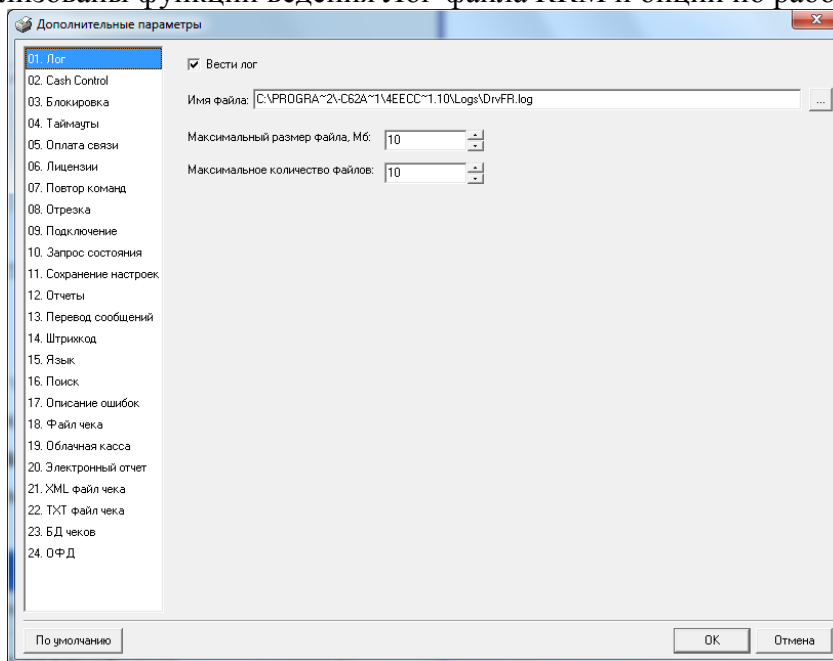 лизованы функции ведения Лог файла ККМ и опции по рабо
Дополнительные параметры
01. Лог
02. Cash Control
03. Блокировка
04. Таймауты
05. Оплата связи
06. Лицензии
07. Повтор команд
08. Отрезка
09. Подключение
10. Запрос состояния
11. Сохранение настроек
12. Отчеты
13. Перевод сообщений
14. Штрихкод
15. Язык
16. Поиск
17. Описание ошибок
18. Файл чека
19. Облачная касса
20. Электронный отчет
21. XML файл чека
22. TXT файл чека
23. БД чеков
24. ОФД
Вести лог
Имя файла: C:\PROGRA~2\-C62A~1\4EECC~1.10\Logs\DrvFR.log ...
Максимальный размер файла, Мб: 10
Максимальное количество файлов: 10
По умолчанию OK Отмена